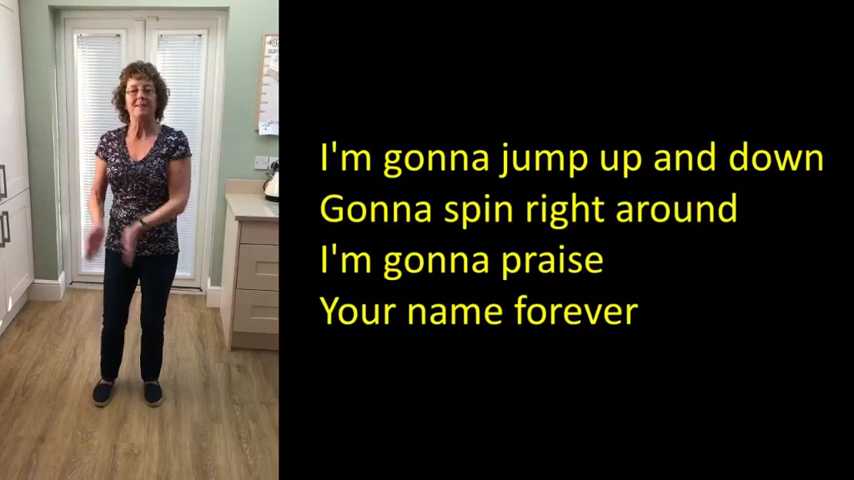 I'm gonna jump up and down
Gonna spin right around
I'm gonna praise
Your name forever